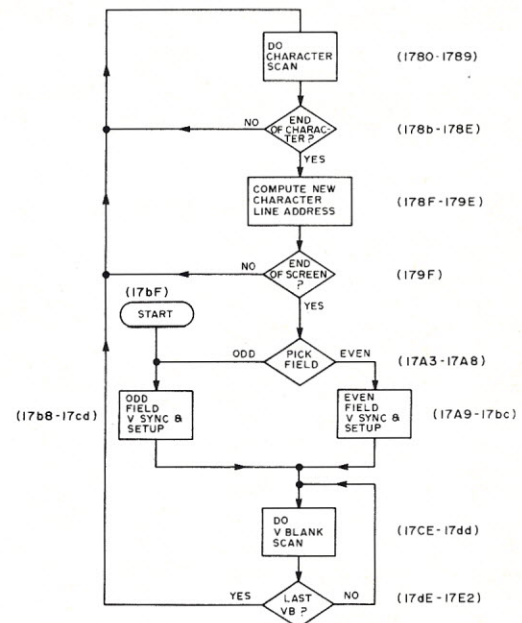 DO
CHARACTER
SCAN
(1780-1789)
END
OF CHARAC-
TER?
(178b-178E)
NO
YES
COMPUTE NEW
CHARACTER
LINE ADDRESS
(178F-179E)
END
OF SCREEN
?
(179F)
NO
YES
(17bF)
START
PICK
FIELD
ODD
EVEN
(17A3-17A8)
ODD
FIELD
V SYNC &
SETUP
(17b8-17cd)
EVEN
FIELD
V SYNC &
SETUP
(17A9-17bc)
DO
V BLANK
SCAN
(17CE-17dd)
YES
LAST
VB ?
NO
(17dE-17E2)